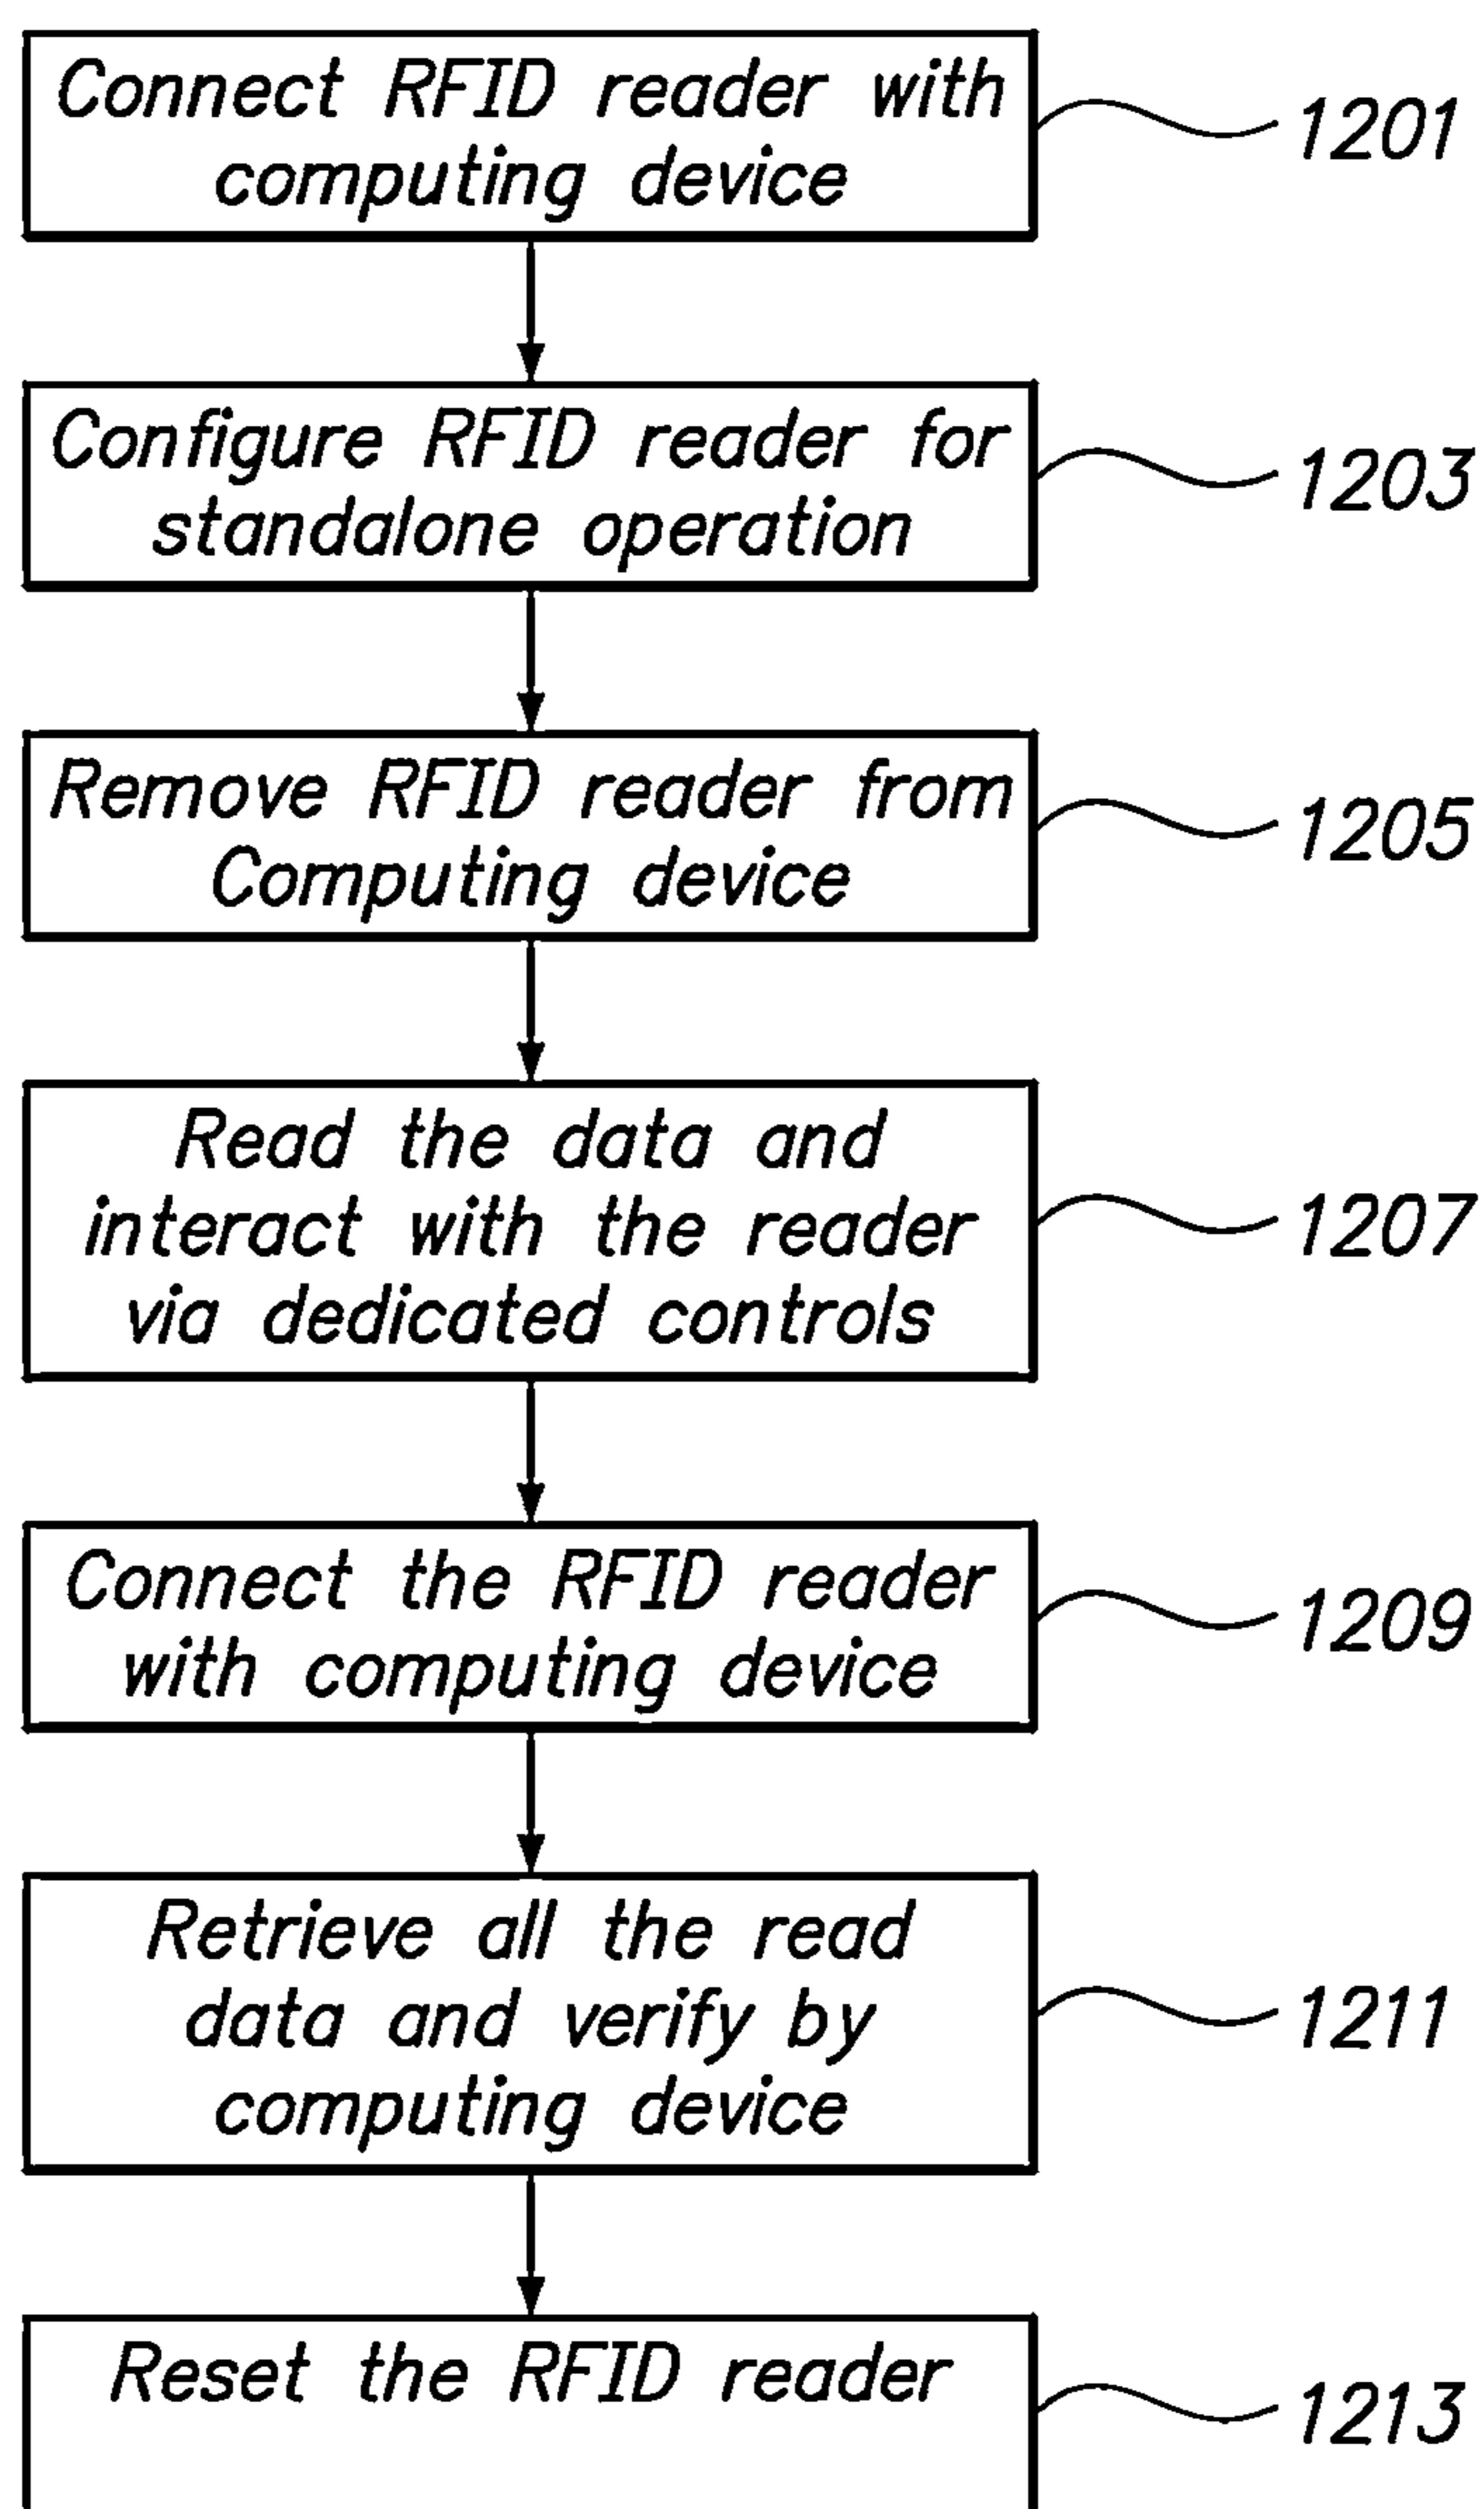 Connect RFID reader with
computing device
1201
Configure RFID reader for
standalone operation
1203
Remove RFID reader from
Computing device
1205
Read the data and
interact with the reader
via dedicated controls
1207
Connect the RFID reader
with computing device
1209
Retrieve all the read
data and verify by
computing device
1211
Reset the RFID reader
1213